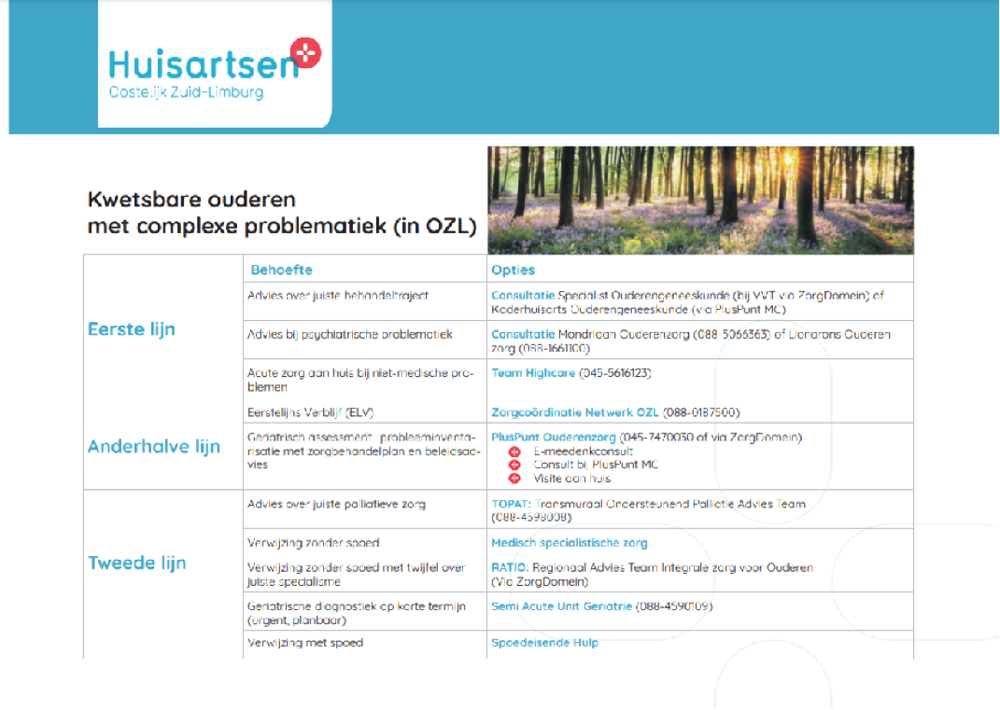 Huisartsen
Oostelijk Zuid-Limburg
Kwetsbare ouderen
met complexe problematiek (in OZL)
Behoefte
Opties
Eerste lijn
Advies over juiste behandeltraject
Consultatie Specialist Ouderengeneeskunde (bij VVT via ZorgDomein) of
Kaderhuisarts Ouderengeneeskunde (via PlusPunt MC)
Advies bij psychiatrische problematiek
Consultatie Mondriaan Ouderenzorg (088-5066363) of Lionarons Ouderen-
zorg (088-1661100)
Acute zorg aan huis bij niet-medische pro-
blemen
Team Highcare (045-5616123)
Eerstelijns Verblijf (ELV)
Zorgcoördinatie Netwerk OZL (088-0187500)
Anderhalve lijn
Geriatrisch assessment: probleeminventa-
risatie met zorgbehandelplan en beleidsad-
vies
PlusPunt Ouderenzorg (045-7470030 of via ZorgDomein)
E-meedenkconsult
Consult bij PlusPunt MC
Visite aan huis
Tweede lijn
Advies over juiste palliatieve zorg
TOPAT: Transmuraal Ondersteunend Palliatie Advies Team
(088-4598008)
Verwijzing zonder spoed
Medisch specialistische zorg
Verwijzing zonder spoed met twijfel over
juiste specialisme
RATIO: Regionaal Advies Team Integrale zorg voor Ouderen
(Via ZorgDomein)
Geriatrische diagnostiek op korte termijn
(urgent, planbaar)
Semi Acute Unit Geriatrie (088-4590109)
Verwijzing met spoed
Spoedeisende Hulp